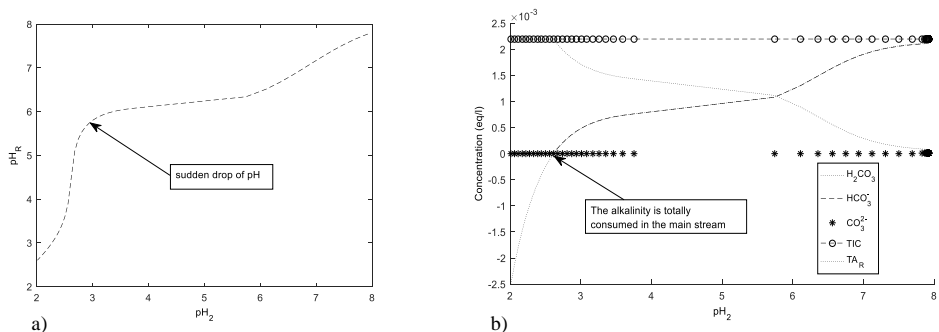 8
7
6
5
4
3
2
pH_R
sudden drop of pH
2 3 4 5 6 7 8
pH_2
a)
×10^-3
2.5
2
1.5
1
0.5
0
-0.5
-1
-1.5
-2
-2.5
Concentration (eq/l)
The alkalinity is totally
consumed in the main stream
H_2CO_3
HCO_3^-
CO_3^2-
TIC
TA_R
2 3 4 5 6 7 8
pH_2
b)